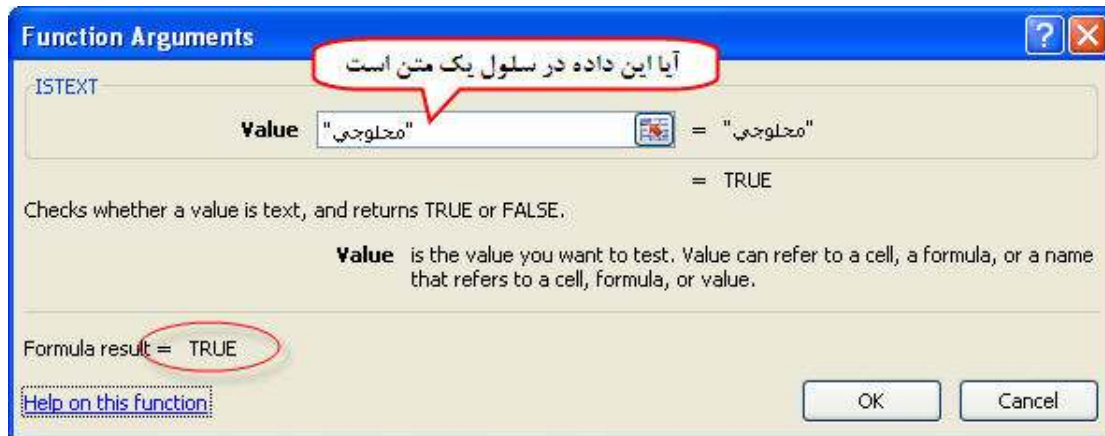 Function Arguments
آیا این داده در سلول یک متن است
ISTEXT
Value "محلوجي" = "محلوجي"
= TRUE
Checks whether a value is text, and returns TRUE or FALSE.
Value is the value you want to test. Value can refer to a cell, a formula, or a name
that refers to a cell, formula, or value.
Formula result = TRUE
Help on this function
OK Cancel